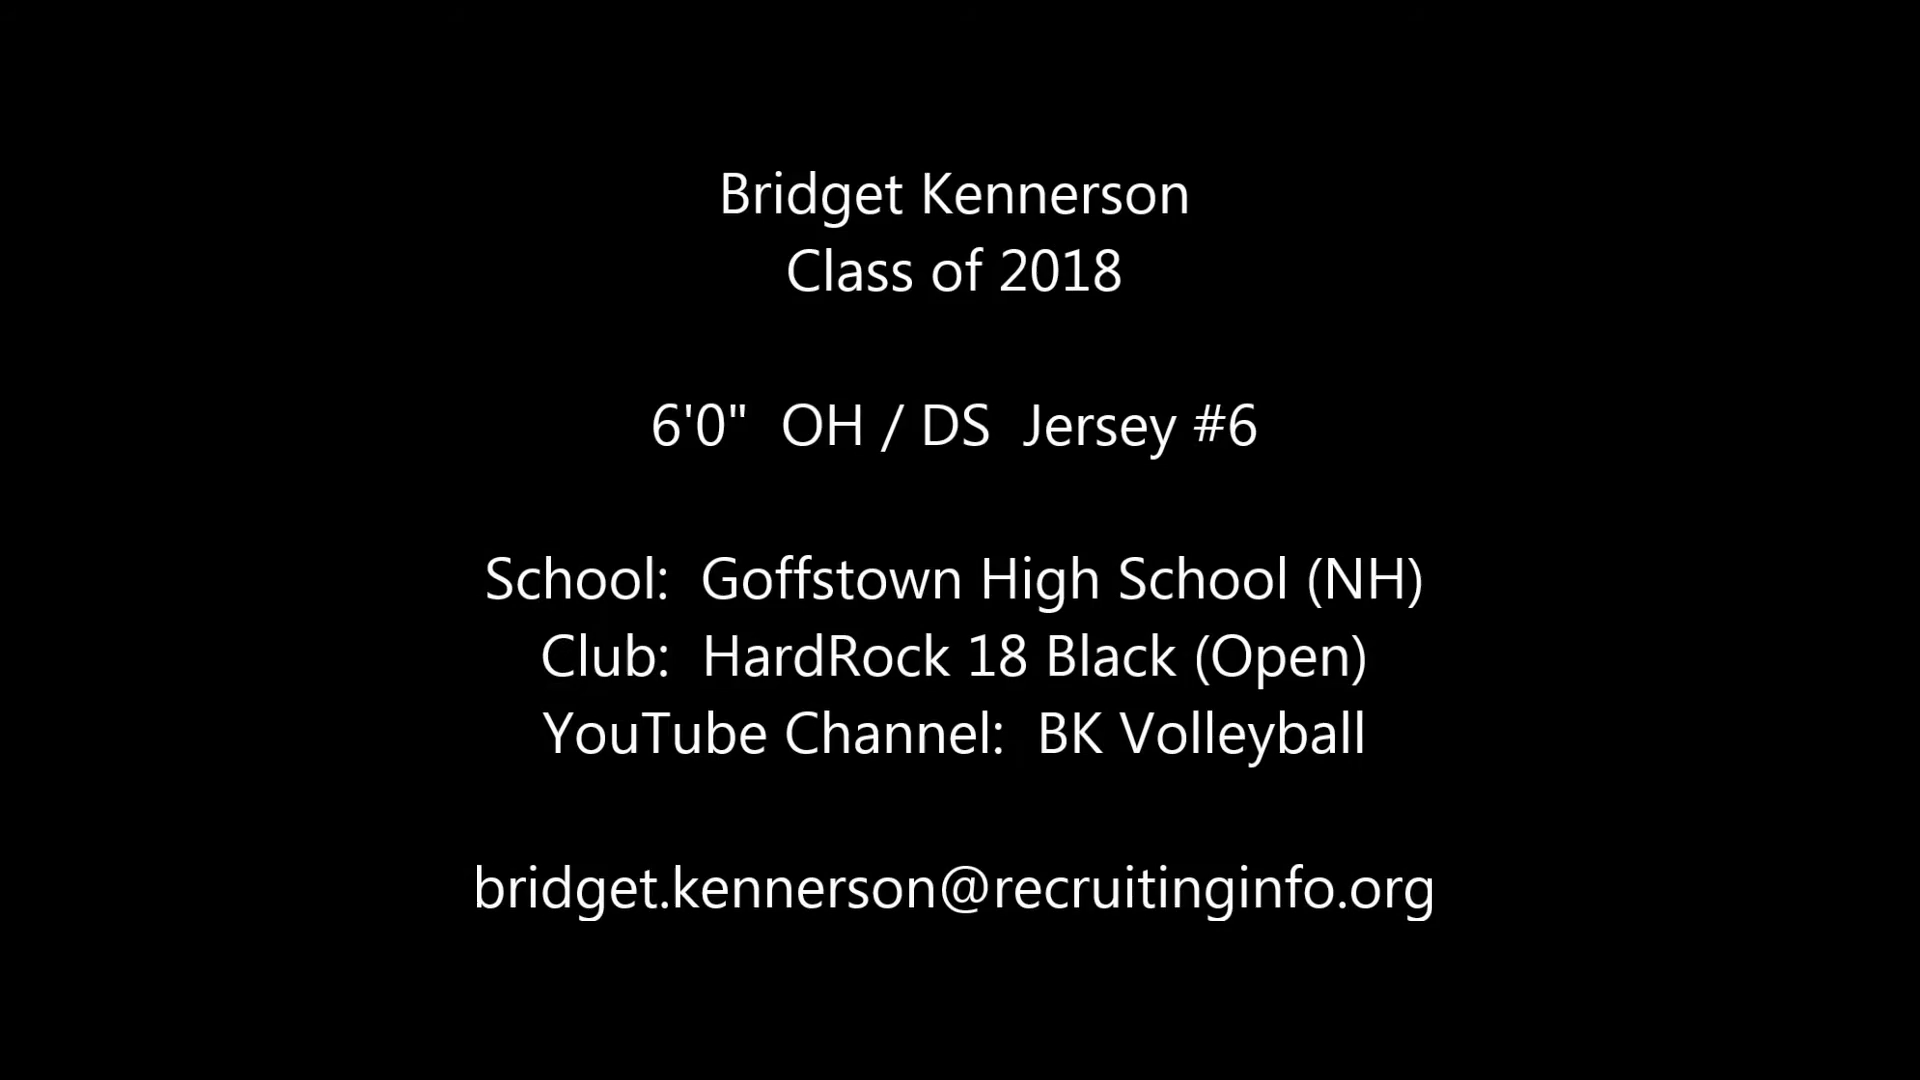 Bridget Kennerson
Class of 2018
6'0"  OH / DS  Jersey #6
School:  Goffstown High School (NH)
Club:  HardRock 18 Black (Open)
YouTube Channel:  BK Volleyball
bridget.kennerson@recruitinginfo.org